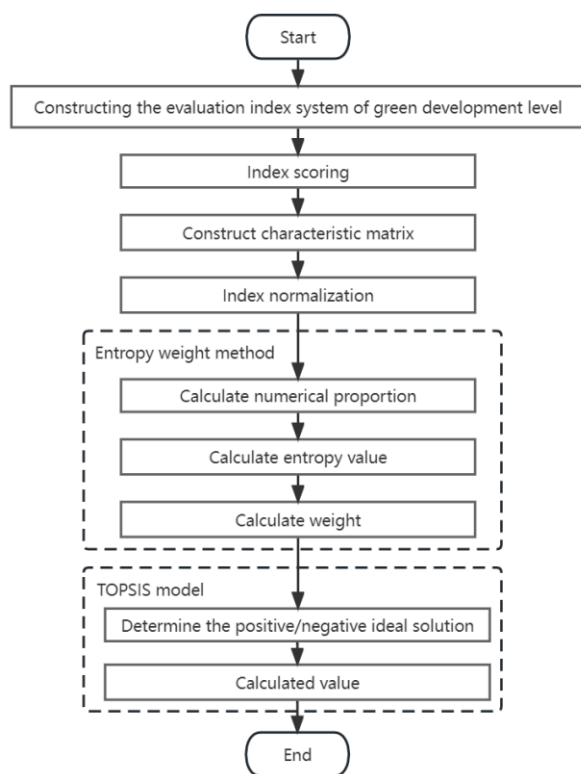 Start
Constructing the evaluation index system of green development level
Index scoring
Construct characteristic matrix
Index normalization
Entropy weight method
Calculate numerical proportion
Calculate entropy value
Calculate weight
TOPSIS model
Determine the positive/negative ideal solution
Calculated value
End